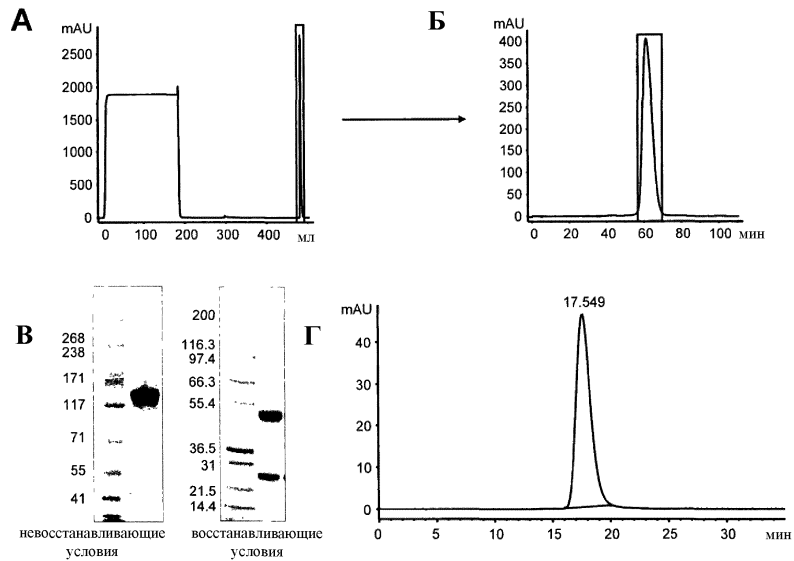 А
mAU
2500
2000
1500
1000
500
0
0 100 200 300 400 мл
Б
mAU
400
350
300
250
200
150
100
50
0
0 20 40 60 80 100 мин
В
268
238
171
117
71
55
41
невосстанавливающие
условия
200
116.3
97.4
66.3
55.4
36.5
31
21.5
14.4
восстанавливающие
условия
Г
mAU
17.549
40
30
20
10
0
0 5 10 15 20 25 30 мин